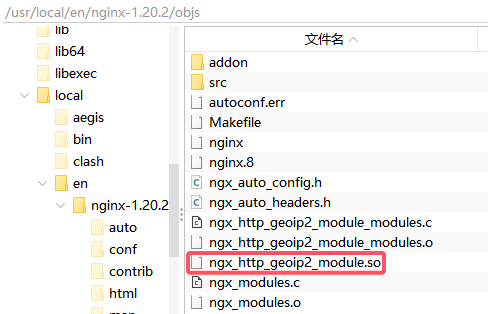 /usr/local/en/nginx-1.20.2/objs
lib
lib64
libexec
local
aegis
bin
clash
en
nginx-1.20.2
auto
conf
contrib
html
文件名
addon
src
autoconf.err
Makefile
nginx
nginx.8
ngx_auto_config.h
ngx_auto_headers.h
ngx_http_geoip2_module_modules.c
ngx_http_geoip2_module_modules.o
ngx_http_geoip2_module.so
ngx_modules.c
ngx_modules.o